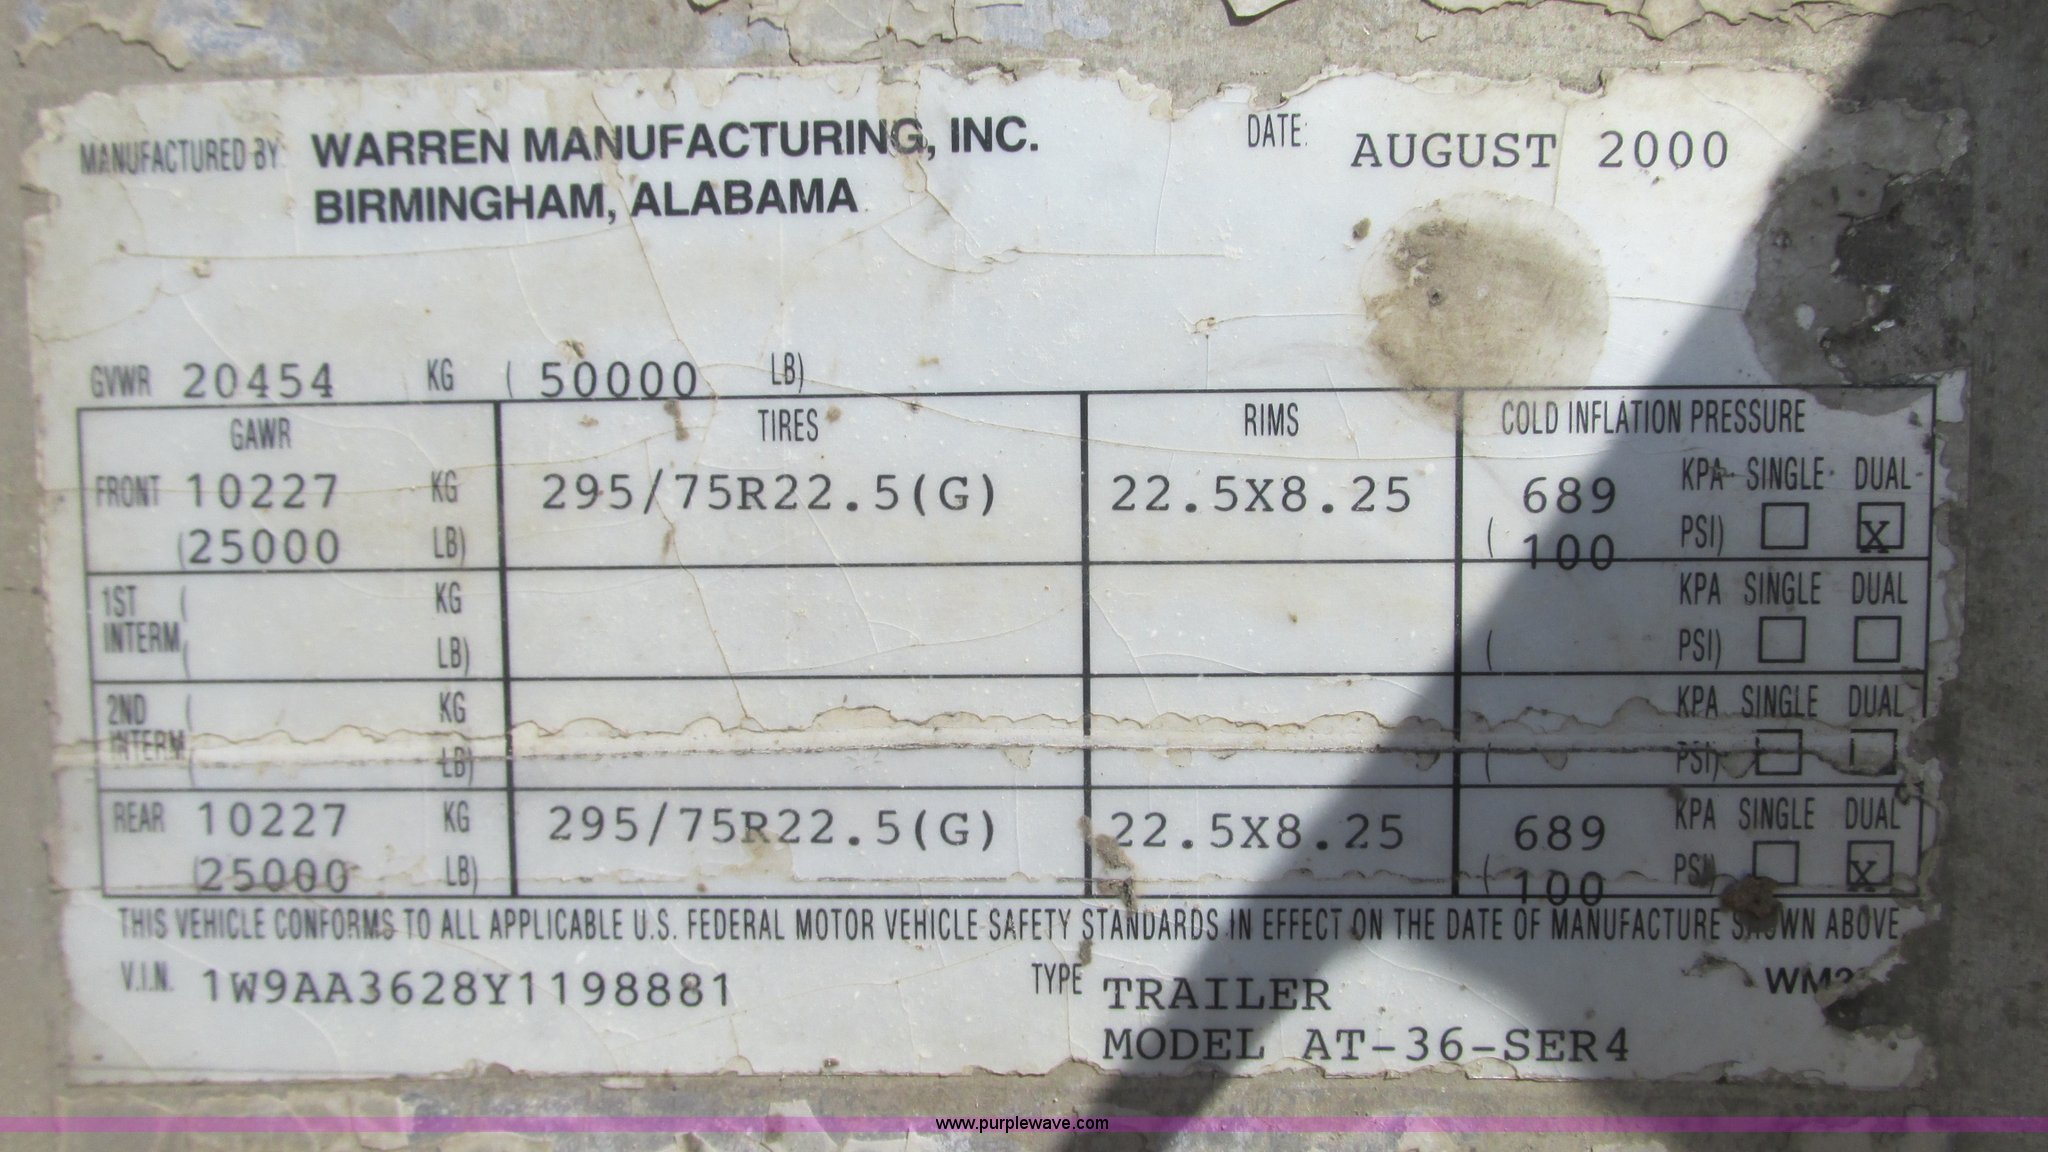 MANUFACTURED BY: WARREN MANUFACTURING, INC. DATE: AUGUST 2000
BIRMINGHAM, ALABAMA
GVWR 20454 KG ( 50000 LB)
GAWR TIRES RIMS COLD INFLATION PRESSURE
FRONT 10227 KG 295/75R22.5(G) 22.5X8.25 689 KPA SINGLE DUAL
(25000 LB) ( 100 PSI) X
1ST INTERM ( KG KPA SINGLE DUAL
( LB) ( PSI)
2ND INTERM ( KG KPA SINGLE DUAL
( LB) ( PSI)
REAR 10227 KG 295/75R22.5(G) 22.5X8.25 689 KPA SINGLE DUAL
(25000 LB) ( 100 PSI) X
THIS VEHICLE CONFORMS TO ALL APPLICABLE U.S. FEDERAL MOTOR VEHICLE SAFETY STANDARDS IN EFFECT ON THE DATE OF MANUFACTURE SHOWN ABOVE
V.I.N. 1W9AA3628Y1198881 TYPE TRAILER
MODEL AT-36-SER4
www.purplewave.com